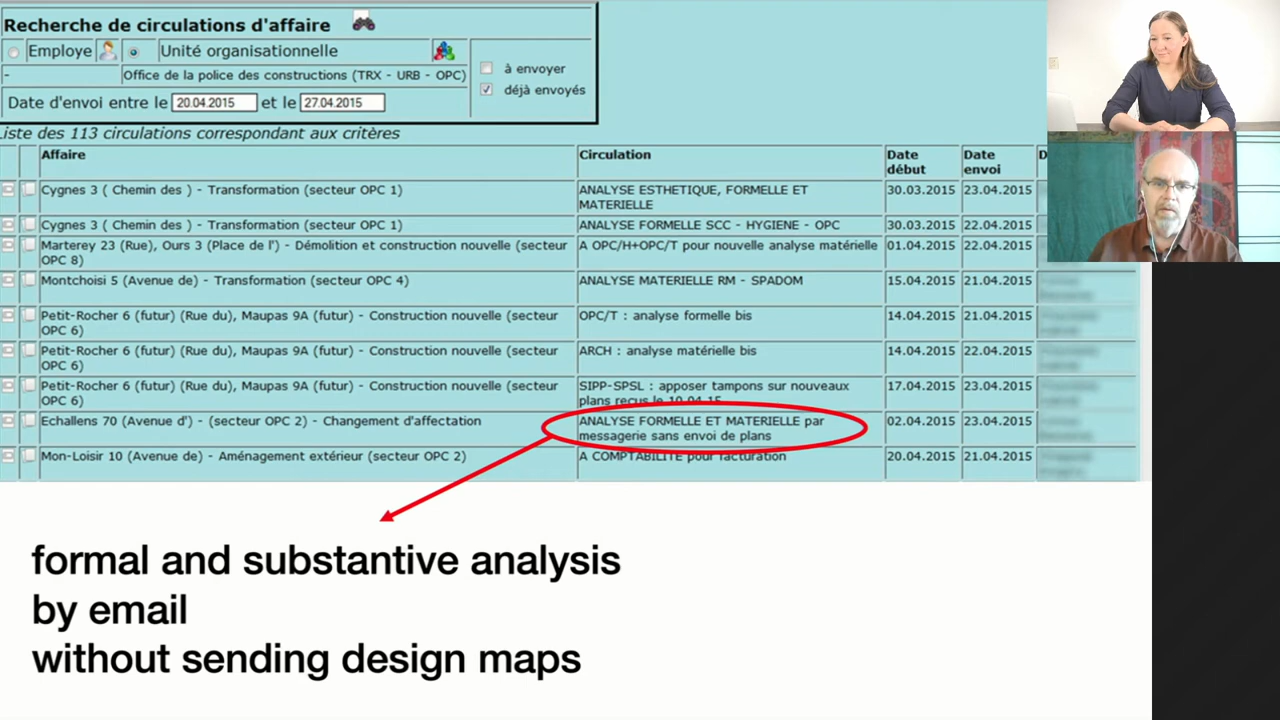 Recherche de circulations d'affaire
Employe Unité organisationnelle
- Office de la police des constructions (TRX - URB - OPC)
à envoyer
déjà envoyés
Date d'envoi entre le 20.04.2015 et le 27.04.2015
Liste des 113 circulations correspondant aux critères
Affaire Circulation Date début Date envoi D
Cygnes 3 ( Chemin des ) - Transformation (secteur OPC 1) ANALYSE ESTHETIQUE, FORMELLE ET 30.03.2015 23.04.2015
MATERIELLE
Cygnes 3 ( Chemin des ) - Transformation (secteur OPC 1) ANALYSE FORMELLE SCC - HYGIENE - OPC 30.03.2015 22.04.2015
Marterey 23 (Rue), Ours 3 (Place de l') - Démolition et construction nouvelle (secteur A OPC/H+OPC/T pour nouvelle analyse matérielle 01.04.2015 22.04.2015
OPC 8)
Montchoisi 5 (Avenue de) - Transformation (secteur OPC 4) ANALYSE MATERIELLE RM - SPADOM 15.04.2015 21.04.2015
Petit-Rocher 6 (futur) (Rue du), Maupas 9A (futur) - Construction nouvelle (secteur OPC/T : analyse formelle bis 14.04.2015 21.04.2015
OPC 6)
Petit-Rocher 6 (futur) (Rue du), Maupas 9A (futur) - Construction nouvelle (secteur ARCH : analyse matérielle bis 14.04.2015 22.04.2015
OPC 6)
Petit-Rocher 6 (futur) (Rue du), Maupas 9A (futur) - Construction nouvelle (secteur SIPP-SPSL : apposer tampons sur nouveaux 17.04.2015 23.04.2015
OPC 6) plans reçus le 10.04.15
Echallens 70 (Avenue d') - (secteur OPC 2) - Changement d'affectation ANALYSE FORMELLE ET MATERIELLE par 02.04.2015 23.04.2015
messagerie sans envoi de plans
Mon-Loisir 10 (Avenue de) - Aménagement extérieur (secteur OPC 2) A COMPTABILITE pour facturation 20.04.2015 21.04.2015
formal and substantive analysis
by email
without sending design maps